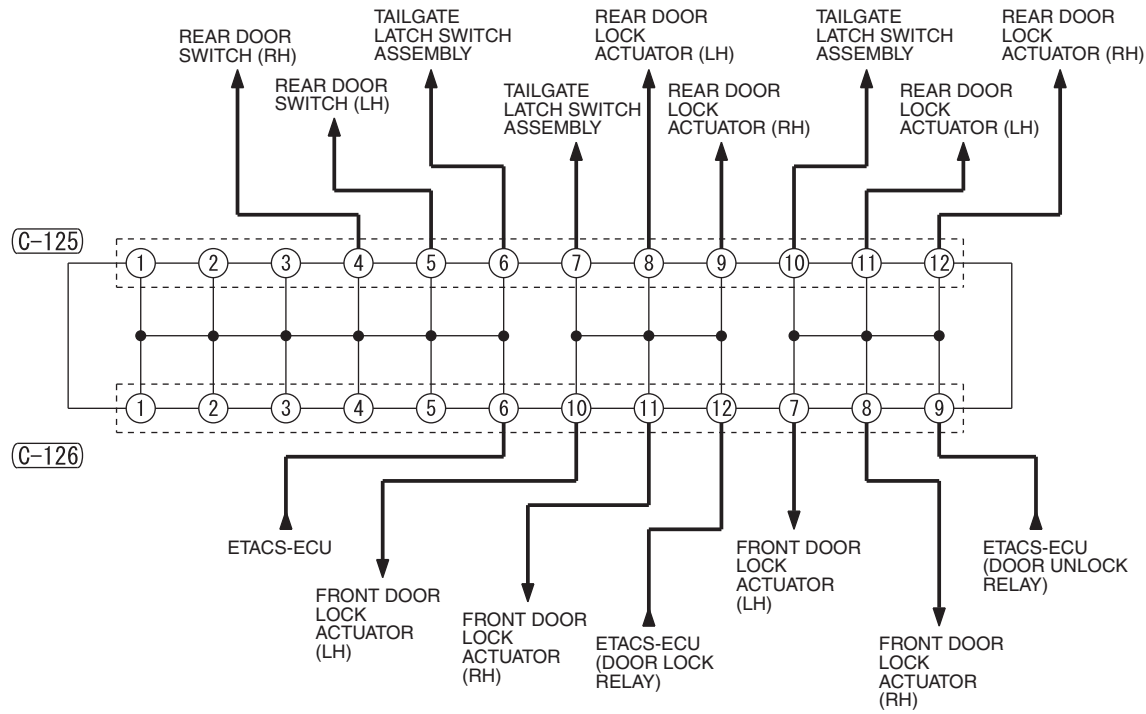 REAR DOOR
SWITCH (RH)
REAR DOOR
SWITCH (LH)
TAILGATE
LATCH SWITCH
ASSEMBLY
TAILGATE
LATCH SWITCH
ASSEMBLY
REAR DOOR
LOCK
ACTUATOR (LH)
REAR DOOR
LOCK
ACTUATOR (RH)
TAILGATE
LATCH SWITCH
ASSEMBLY
REAR DOOR
LOCK
ACTUATOR (LH)
REAR DOOR
LOCK
ACTUATOR (RH)
C-125
1 2 3 4 5 6 7 8 9 10 11 12
1 2 3 4 5 6 10 11 12 7 8 9
C-126
ETACS-ECU
FRONT DOOR
LOCK
ACTUATOR
(LH)
FRONT DOOR
LOCK
ACTUATOR
(RH)
ETACS-ECU
(DOOR LOCK
RELAY)
FRONT DOOR
LOCK
ACTUATOR
(LH)
FRONT DOOR
LOCK
ACTUATOR
(RH)
ETACS-ECU
(DOOR UNLOCK
RELAY)